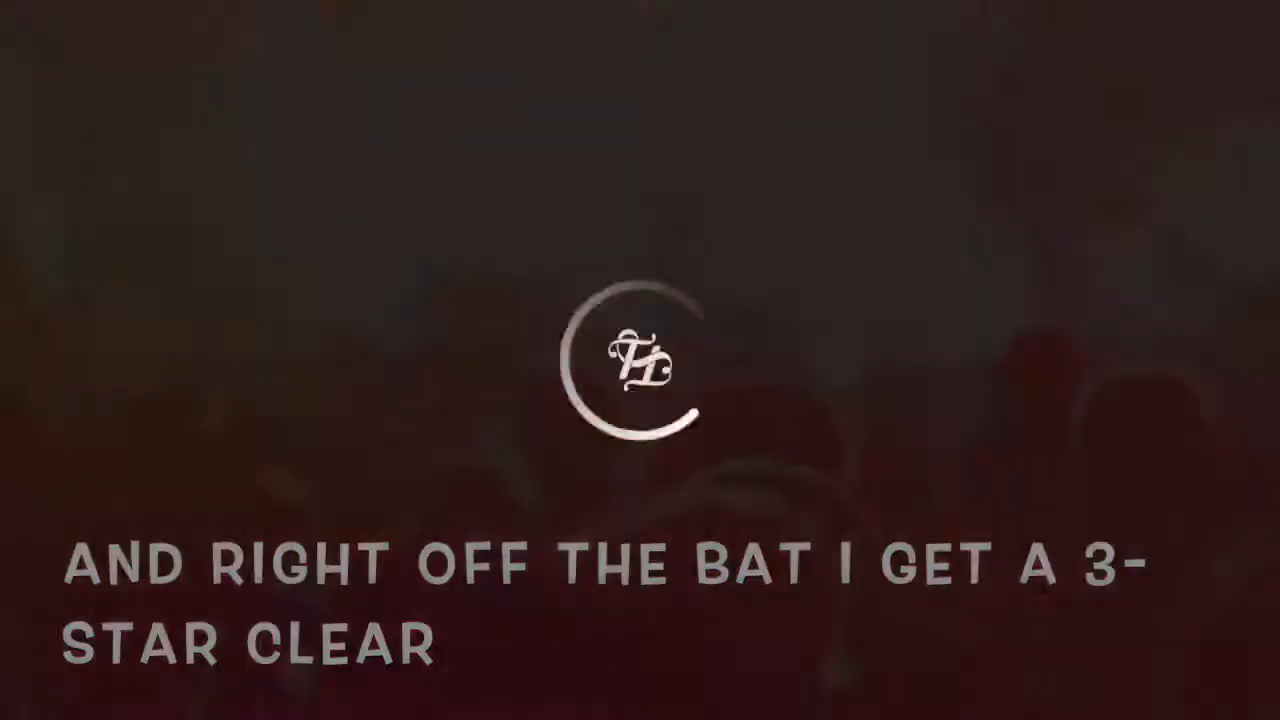 AND RIGHT OFF THE BAT I GET A 3-
STAR CLEAR